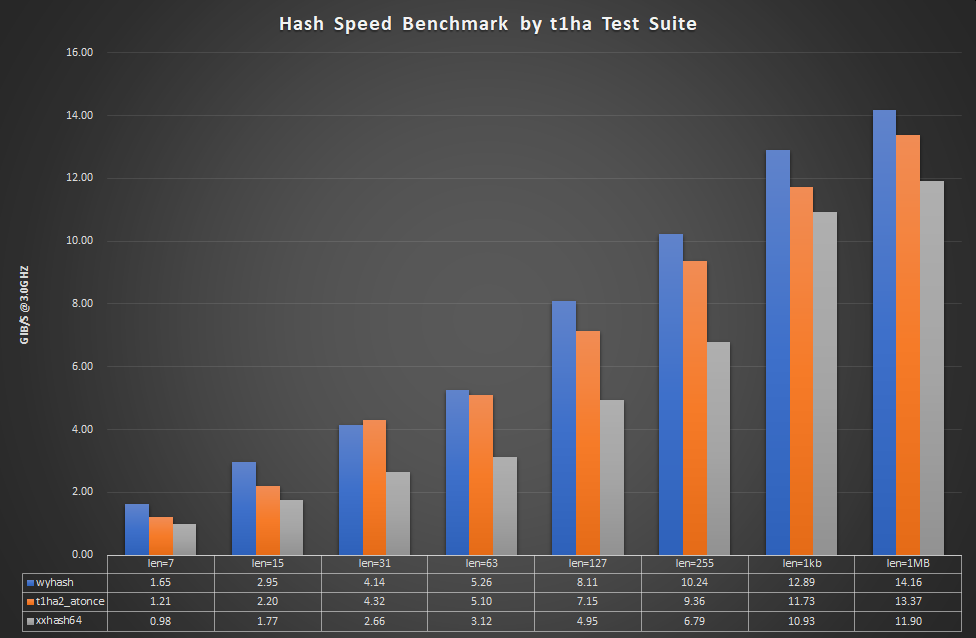 Hash Speed Benchmark by t1ha Test Suite
16.00
14.00
12.00
10.00
8.00
6.00
4.00
2.00
0.00
GIB/S @3.0GHZ
len=7 len=15 len=31 len=63 len=127 len=255 len=1kb len=1MB
wyhash 1.65 2.95 4.14 5.26 8.11 10.24 12.89 14.16
t1ha2_atonce 1.21 2.20 4.32 5.10 7.15 9.36 11.73 13.37
xxhash64 0.98 1.77 2.66 3.12 4.95 6.79 10.93 11.90